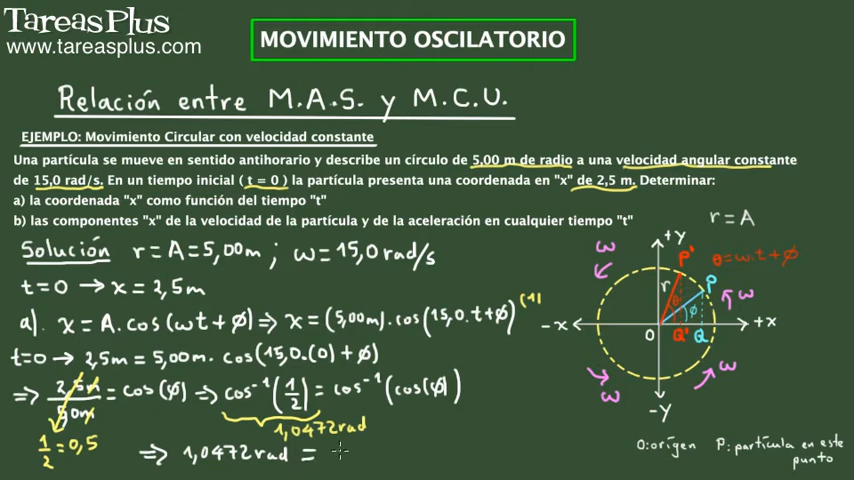 TareasPlus
www.tareasplus.com
MOVIMIENTO OSCILATORIO
Relación entre M.A.S. y M.C.U.
EJEMPLO: Movimiento Circular con velocidad constante
Una partícula se mueve en sentido antihorario y describe un círculo de 5,00 m de radio a una velocidad angular constante
de 15,0 rad/s. En un tiempo inicial ( t = 0 ) la partícula presenta una coordenada en "x" de 2,5 m. Determinar:
a) la coordenada "x" como función del tiempo "t"
b) las componentes "x" de la velocidad de la partícula y de la aceleración en cualquier tiempo "t"
Solución r = A = 5,00m ; ω = 15,0 rad/s
t=0 → x = 2,5m
a). x = A.cos(ωt + ϕ) ⇒ x = (5,00m).cos(15,0.t+ϕ) (1)
t=0 → 2,5m = 5,00m. cos(15,0.(0) + ϕ)
⇒ 2,5m/5,0m = cos(ϕ) ⇒ cos⁻¹(1/2) = cos⁻¹(cos(ϕ))
1,0472rad
1/2 = 0,5
⇒ 1,0472rad =
r = A
+y
ω
P'
θ=ω.t+ϕ
r
P
θ
ϕ
ω
-x
O
Q'
Q
+x
ω
ω
-y
O:orígen P: partícula en este
punto